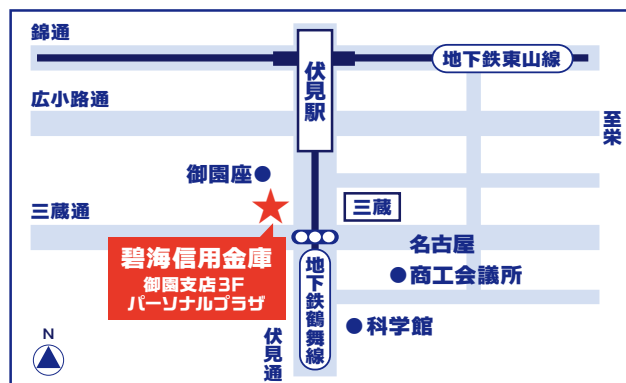 錦通
地下鉄東山線
伏見駅
広小路通
至栄
御園座
三蔵
三蔵通
碧海信用金庫
御園支店3F
パーソナルプラザ
名古屋
商工会議所
地下鉄鶴舞線
科学館
伏見通
N